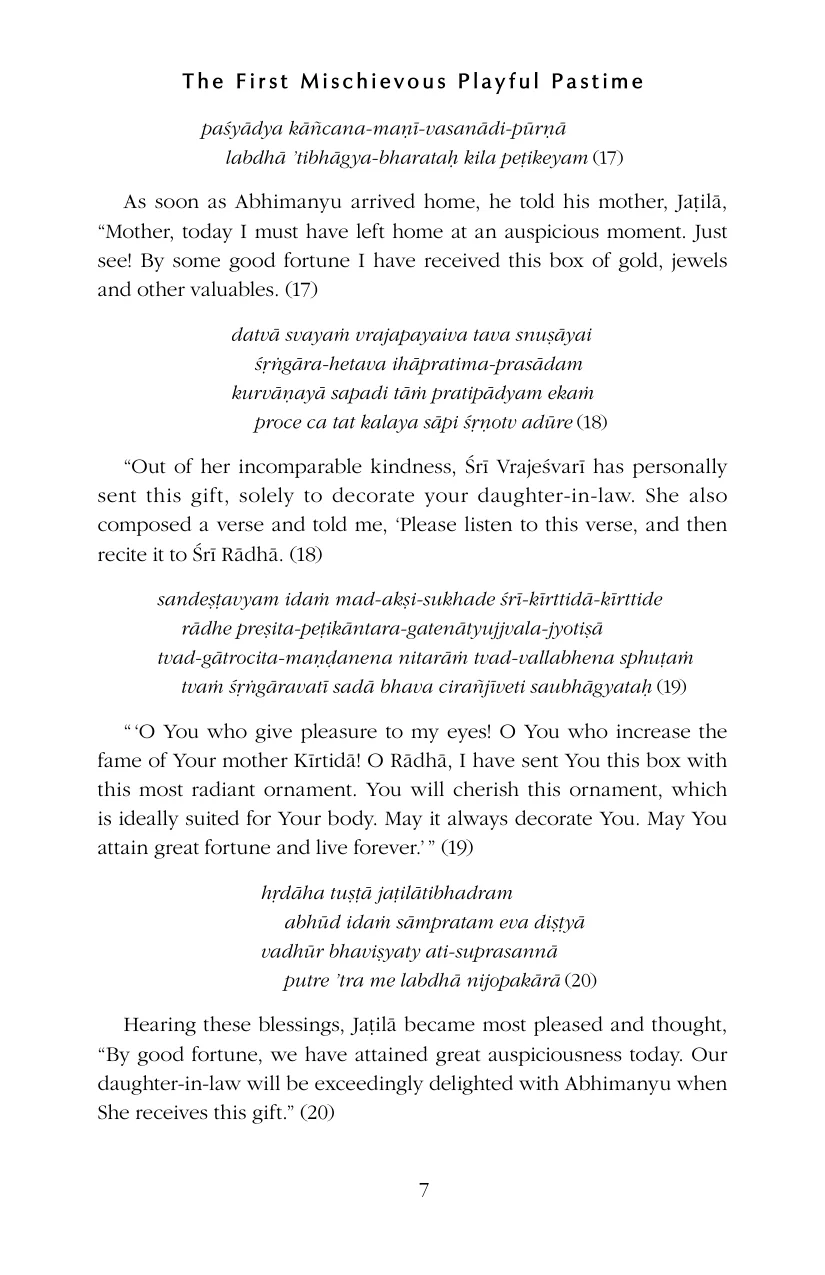 The First Mischievous Playful Pastime
paśyādya kāñcana-maṇī-vasanādi-pūrṇā
labdhā ’tibhāgya-bharataḥ kila peṭikeyam (17)
As soon as Abhimanyu arrived home, he told his mother, Jaṭilā,
“Mother, today I must have left home at an auspicious moment. Just
see! By some good fortune I have received this box of gold, jewels
and other valuables. (17)
datvā svayaṁ vrajapayaiva tava snuṣāyai
śṛṅgāra-hetava ihāpratima-prasādam
kurvāṇayā sapadi tāṁ pratipādyam ekaṁ
proce ca tat kalaya sāpi śṛṇotv adūre (18)
“Out of her incomparable kindness, Śrī Vrajeśvarī has personally
sent this gift, solely to decorate your daughter-in-law. She also
composed a verse and told me, ‘Please listen to this verse, and then
recite it to Śrī Rādhā. (18)
sandeṣṭavyam idaṁ mad-akṣi-sukhade śrī-kīrttidā-kīrttide
rādhe preṣita-peṭikāntara-gatenātyujjvala-jyotiṣā
tvad-gātrocita-maṇḍanena nitarāṁ tvad-vallabhena sphuṭaṁ
tvaṁ śṛṅgāravatī sadā bhava cirañjīveti saubhāgyataḥ (19)
“ ‘O You who give pleasure to my eyes! O You who increase the
fame of Your mother Kīrtidā! O Rādhā, I have sent You this box with
this most radiant ornament. You will cherish this ornament, which
is ideally suited for Your body. May it always decorate You. May You
attain great fortune and live forever.’ ” (19)
hṛdāha tuṣṭā jaṭilātibhadram
abhūd idaṁ sāmpratam eva diṣṭyā
vadhūr bhaviṣyaty ati-suprasannā
putre ’tra me labdhā nijopakārā (20)
Hearing these blessings, Jaṭilā became most pleased and thought,
“By good fortune, we have attained great auspiciousness today. Our
daughter-in-law will be exceedingly delighted with Abhimanyu when
She receives this gift.” (20)
7